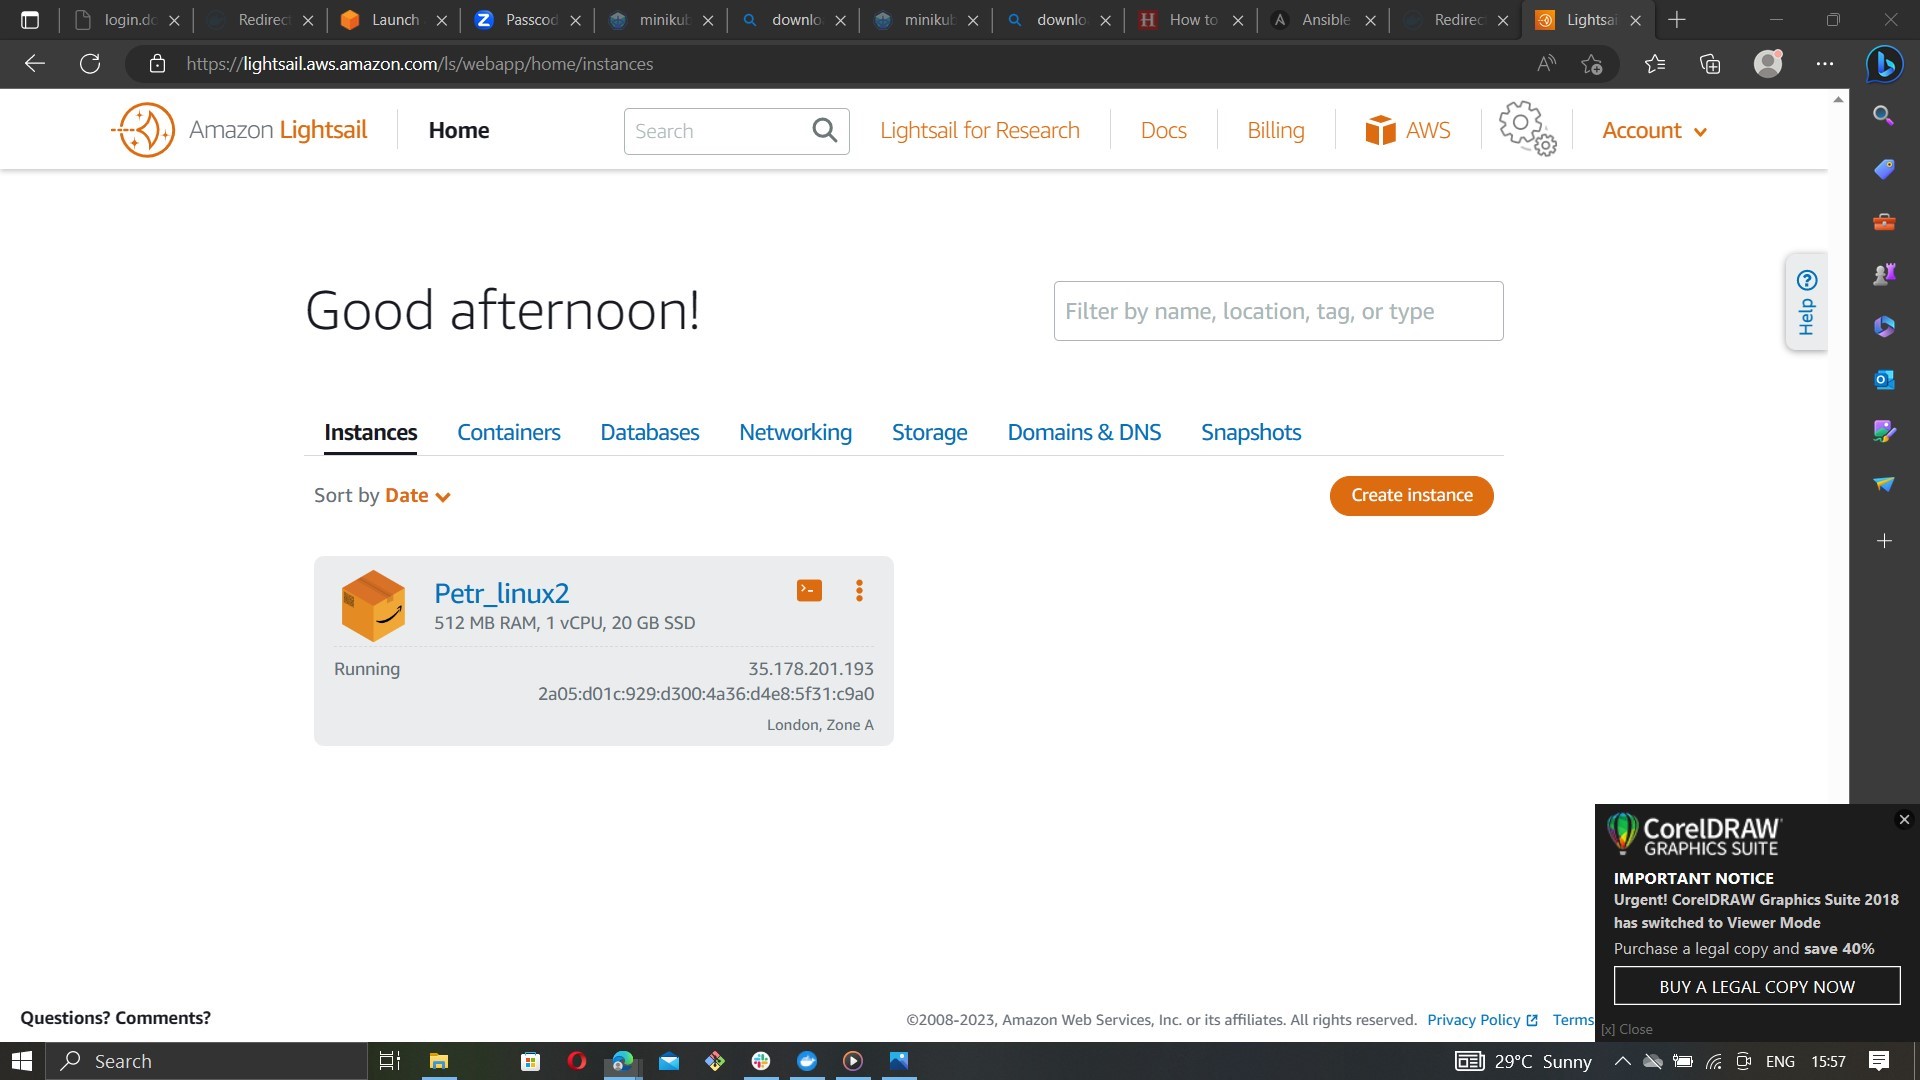 login.do
Redirec
Launch
Passcod
minikub
downlo
minikub
downlo
How to
Ansible
Redirec
Lightsai
https://lightsail.aws.amazon.com/ls/webapp/home/instances
Amazon Lightsail
Home
Search
Lightsail for Research
Docs
Billing
AWS
Account
Help
Good afternoon!
Filter by name, location, tag, or type
Instances
Containers
Databases
Networking
Storage
Domains & DNS
Snapshots
Sort by Date
Create instance
Petr_linux2
512 MB RAM, 1 vCPU, 20 GB SSD
Running
35.178.201.193
2a05:d01c:929:d300:4a36:d4e8:5f31:c9a0
London, Zone A
CorelDRAW
GRAPHICS SUITE
IMPORTANT NOTICE
Urgent! CorelDRAW Graphics Suite 2018
has switched to Viewer Mode
Purchase a legal copy and save 40%
BUY A LEGAL COPY NOW
[x] Close
Questions? Comments?
©2008-2023, Amazon Web Services, Inc. or its affiliates. All rights reserved.
Privacy Policy
Terms
Search
29°C Sunny
ENG
15:57